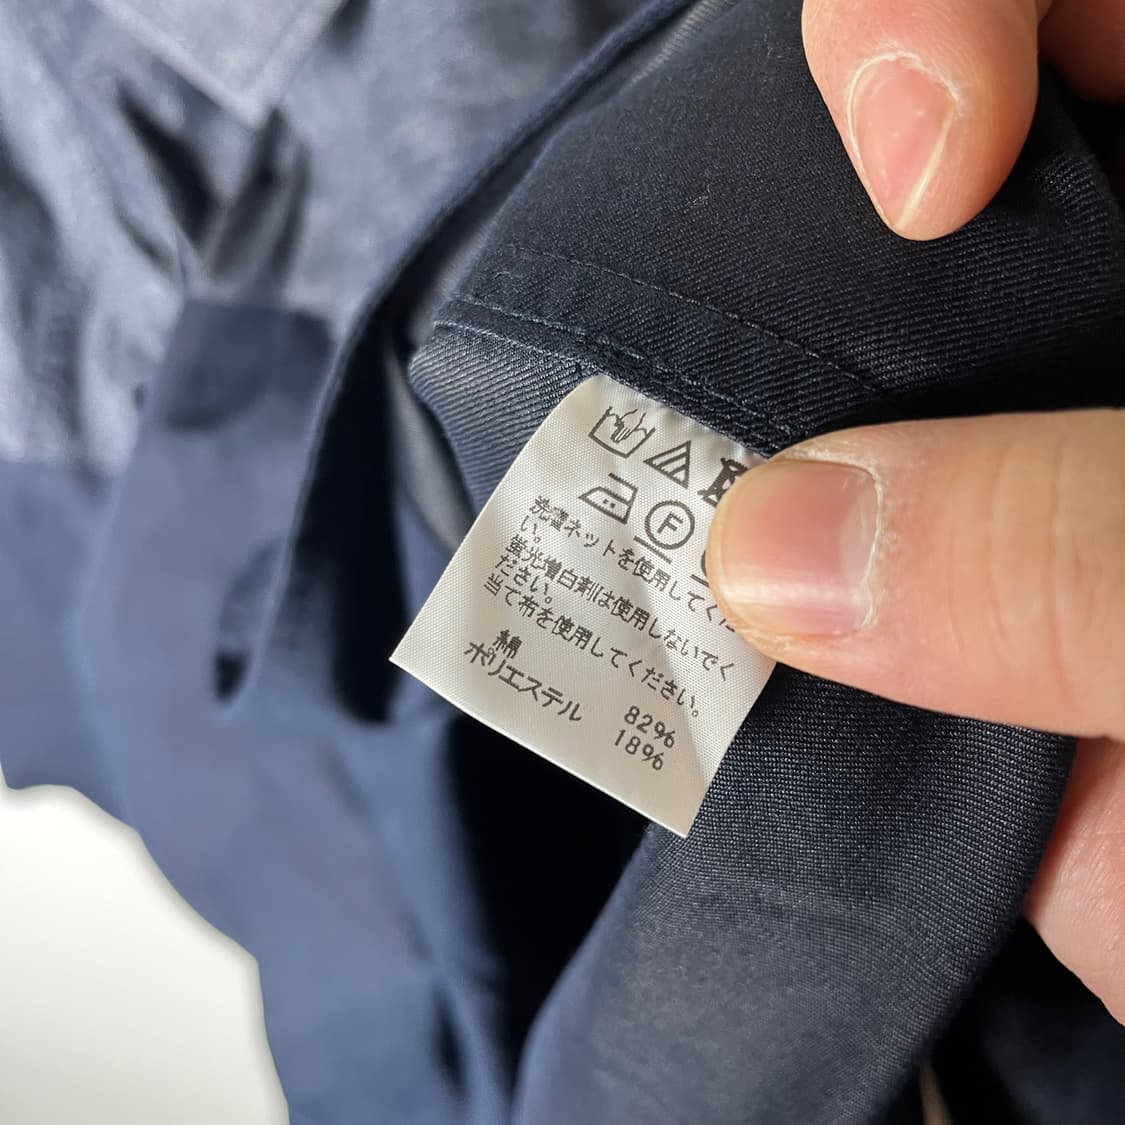 F
洗濯ネットを使用してくだ
い。
蛍光増白剤は使用しないでく
ださい。
当て布を使用してください。
綿 82%
ポリエステル 18%